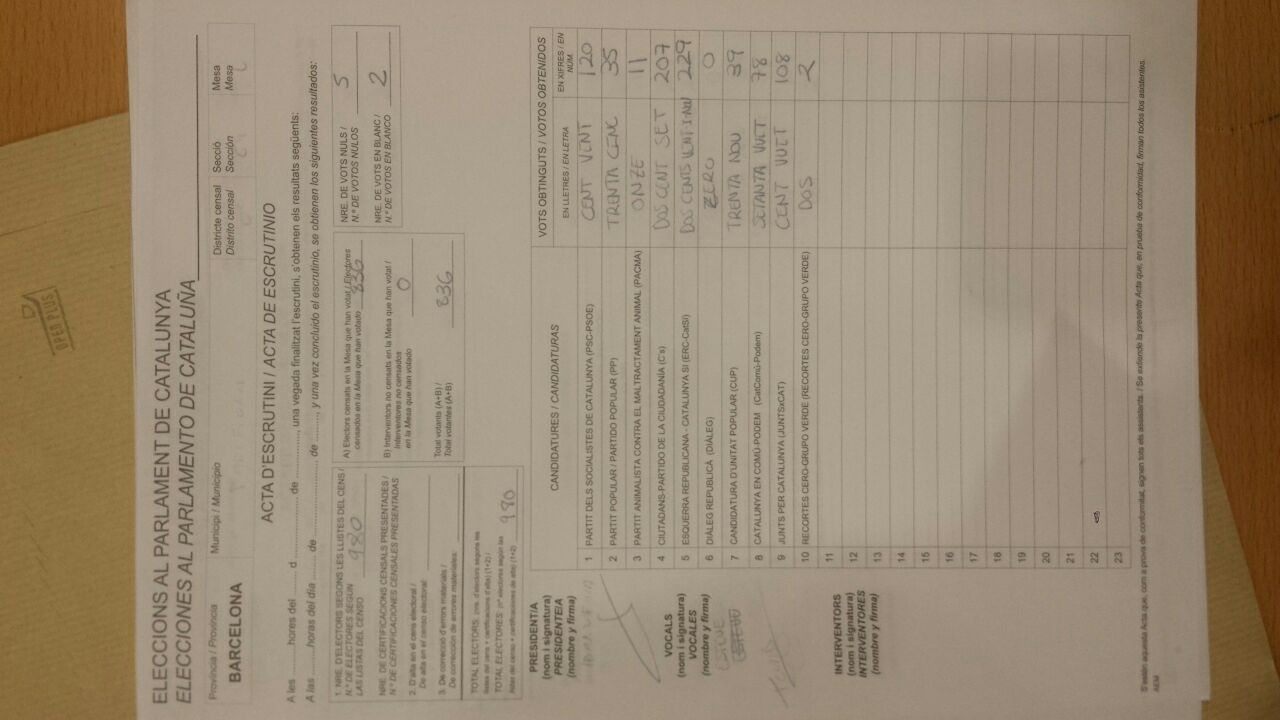 ELECCIONS AL PARLAMENT DE CATALUNYA
ELECCIONES AL PARLAMENTO DE CATALUÑA
Província / Provincia
BARCELONA
Municipi / Municipio
Districte censal
Distrito censal
Secció
Sección
Mesa
Mesa
ACTA D'ESCRUTINI / ACTA DE ESCRUTINIO
A les ........ hores del ........ d ........ de ........, una vegada finalitzat l'escrutini, s'obtenen els resultats següents:
A las ........ horas del día ........ de ........ de ........, y una vez concluido el escrutinio, se obtienen los siguientes resultados:
1. NRE. D'ELECTORS SEGONS LES LLISTES DEL CENS /
N.º DE ELECTORES SEGÚN
LAS LISTAS DEL CENSO 980
NRE. DE CERTIFICACIONS CENSALS PRESENTADES /
N.º DE CERTIFICACIONES CENSALES PRESENTADAS
2. D'alta en el cens electoral /
De alta en el censo electoral:
3. De correcció d'errors materials /
De corrección de errores materiales:
TOTAL ELECTORS: (nre. d'electors segons les
llistes del cens + certificacions d'alta) (1+2) /
TOTAL ELECTORES: (n.º electores según las
listas del censo + certificaciones de alta) (1+2) 980
A) Electors censats en la Mesa que han votat / Electores
censados en la Mesa que han votado 836
B) Interventors no censats en la Mesa que han votat /
Interventores no censados
en la Mesa que han votado 0
Total votants (A+B) /
Total votantes (A+B) 836
NRE. DE VOTS NULS /
N.º DE VOTOS NULOS 5
NRE. DE VOTS EN BLANC /
N.º DE VOTOS EN BLANCO 2
PRESIDENT/A
(nom i signatura)
PRESIDENTE/A
(nombre y firma)
VOCALS
(nom i signatura)
VOCALES
(nombre y firma)
INTERVENTORS
(nom i signatura)
INTERVENTORES
(nombre y firma)
CANDIDATURES / CANDIDATURAS
VOTS OBTINGUTS / VOTOS OBTENIDOS
EN LLETRES / EN LETRA
EN XIFRES / EN NÚM.
1 PARTIT DELS SOCIALISTES DE CATALUNYA (PSC-PSOE) CENT VINT 120
2 PARTIT POPULAR / PARTIDO POPULAR (PP) TRENTA CINC 35
3 PARTIT ANIMALISTA CONTRA EL MALTRACTAMENT ANIMAL (PACMA) ONZE 11
4 CIUTADANS-PARTIDO DE LA CIUDADANÍA (C's) DOS CENT SET 207
5 ESQUERRA REPUBLICANA - CATALUNYA SÍ (ERC-CatSí) DOS CENTS VINT I NOU 229
6 DIÀLEG REPUBLICÀ (DIÀLEG) ZERO 0
7 CANDIDATURA D'UNITAT POPULAR (CUP) TRENTA NOU 39
8 CATALUNYA EN COMÚ-PODEM (CatComú-Podem) SETANTA VUIT 78
9 JUNTS PER CATALUNYA (JUNTSxCAT) CENT VUIT 108
10 RECORTES CERO-GRUPO VERDE (RECORTES CERO-GRUPO VERDE) DOS 2
11
12
13
14
15
16
17
18
19
20
21
22
23
S'estén aquesta Acta que, com a prova de conformitat, signen tots els assistents. / Se extiende la presente Acta que, en prueba de conformidad, firman todos los asistentes.
AEM
OPEN PLUS